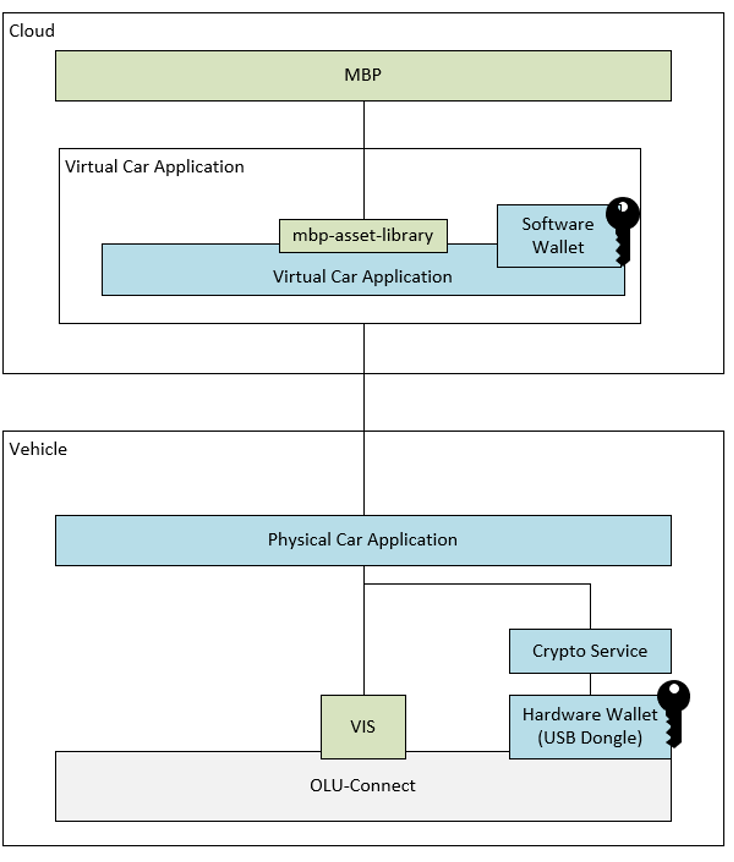 Cloud
MBP
Virtual Car Application
mbp-asset-library
Software
Wallet
Virtual Car Application
Vehicle
Physical Car Application
Crypto Service
VIS
Hardware Wallet
(USB Dongle)
OLU-Connect